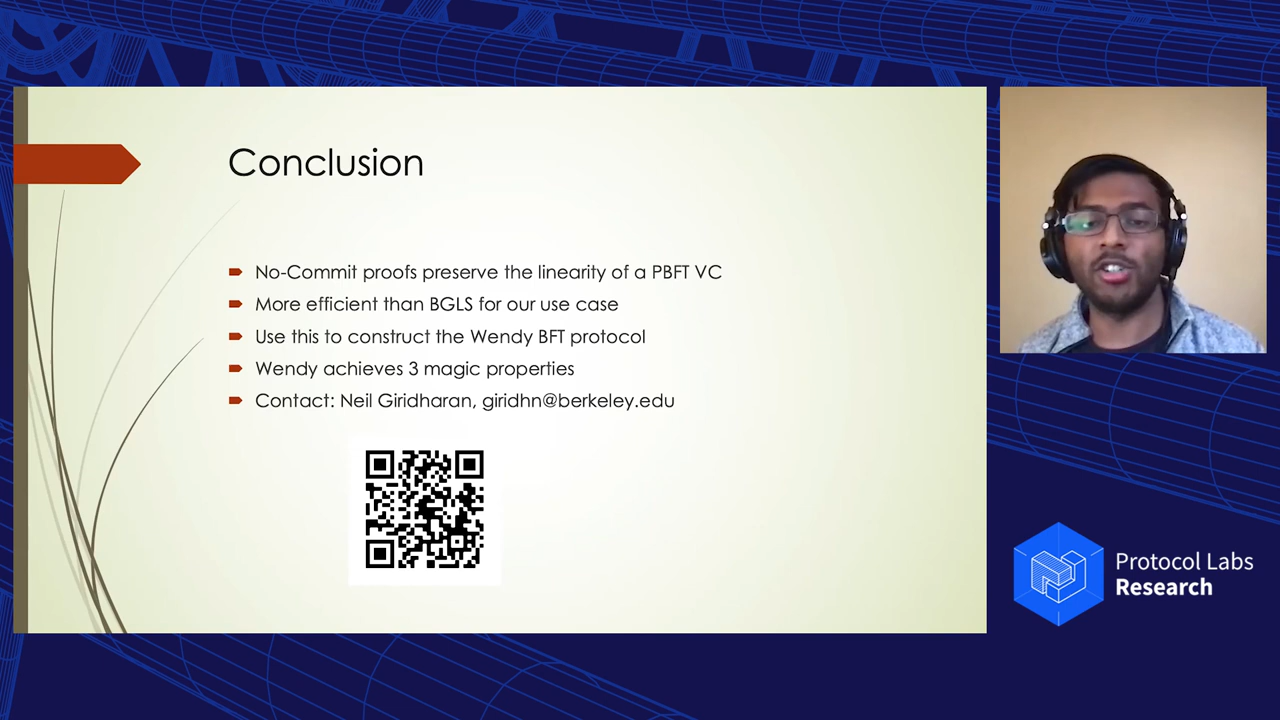 Conclusion
No-Commit proofs preserve the linearity of a PBFT VC
More efficient than BGLS for our use case
Use this to construct the Wendy BFT protocol
Wendy achieves 3 magic properties
Contact: Neil Giridharan, giridhn@berkeley.edu
Protocol Labs
Research